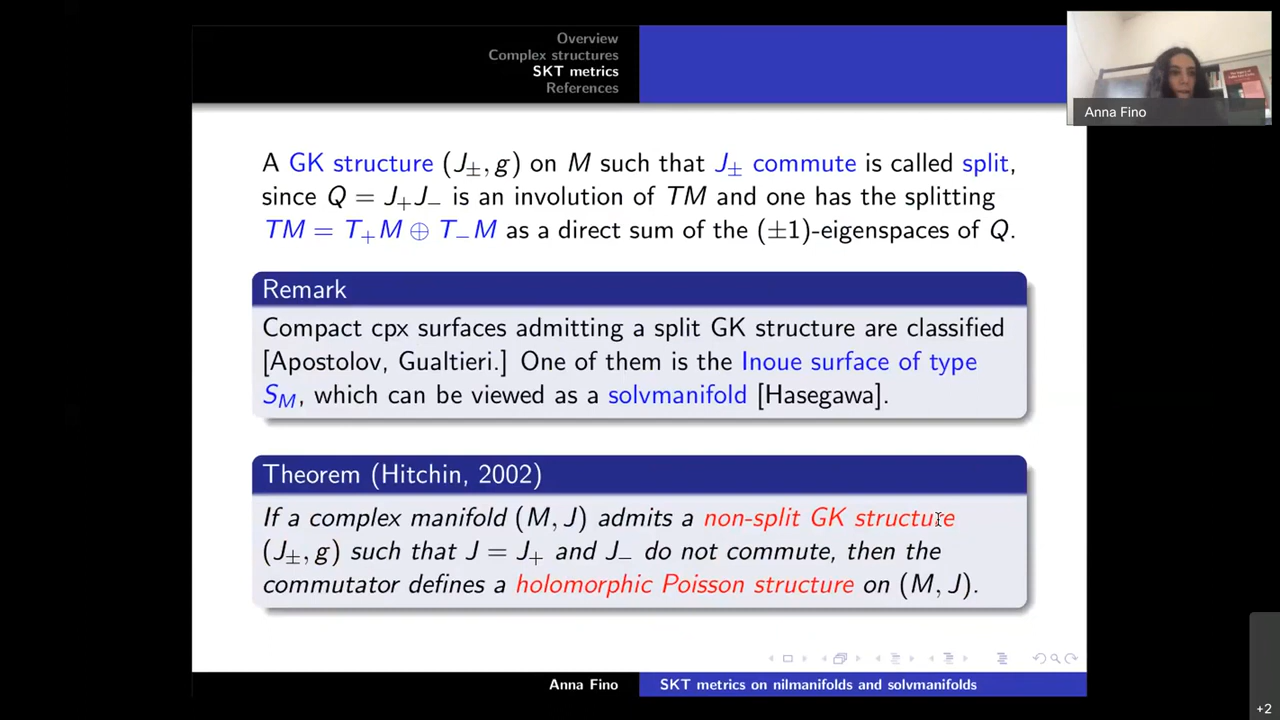 Overview
Complex structures
SKT metrics
References
Anna Fino
A GK structure (J±, g) on M such that J± commute is called split,
since Q = J+J− is an involution of TM and one has the splitting
TM = T+M ⊕ T−M as a direct sum of the (±1)-eigenspaces of Q.
Remark
Compact cpx surfaces admitting a split GK structure are classified
[Apostolov, Gualtieri.] One of them is the Inoue surface of type
SM, which can be viewed as a solvmanifold [Hasegawa].
Theorem (Hitchin, 2002)
If a complex manifold (M, J) admits a non-split GK structure
(J±, g) such that J = J+ and J− do not commute, then the
commutator defines a holomorphic Poisson structure on (M, J).
Anna Fino SKT metrics on nilmanifolds and solvmanifolds
+2